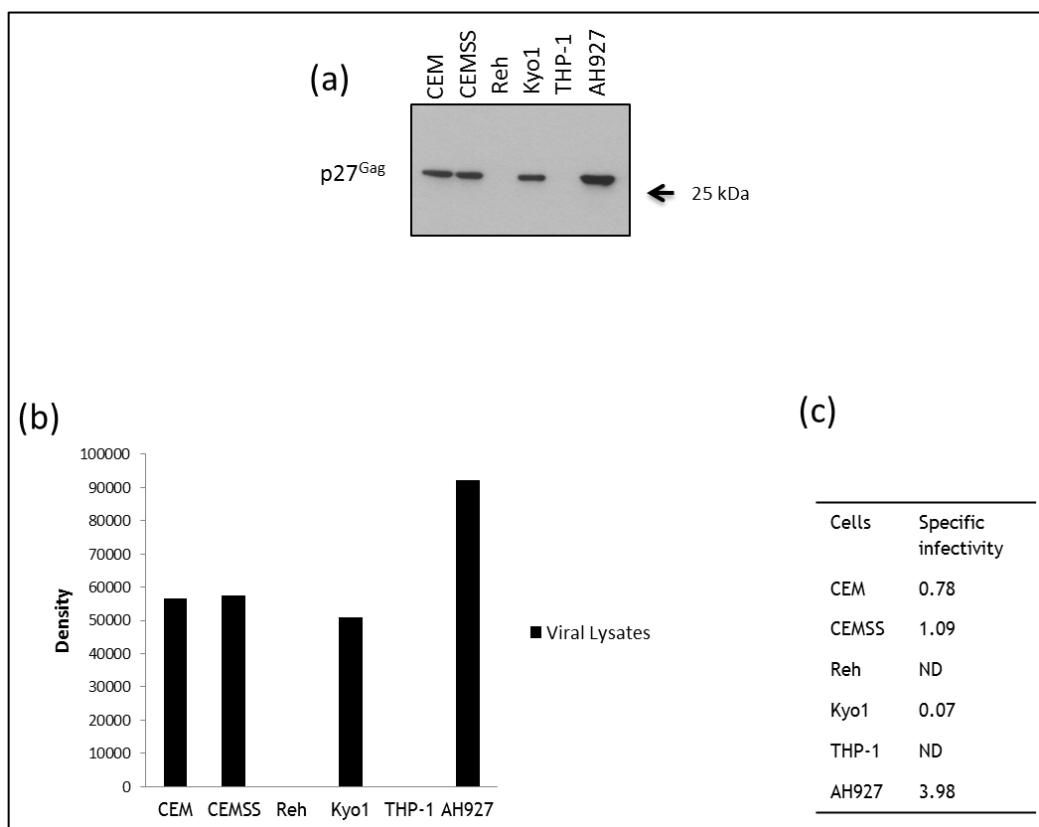 (a)
CEM CEMSS Reh Kyo1 THP-1 AH927
p27Gag
25 kDa
(b)
100000
90000
80000
70000
60000
50000
40000
30000
20000
10000
0
Density
CEM CEMSS Reh Kyo1 THP-1 AH927
Viral Lysates
(c)
Cells Specific
infectivity
CEM 0.78
CEMSS 1.09
Reh ND
Kyo1 0.07
THP-1 ND
AH927 3.98